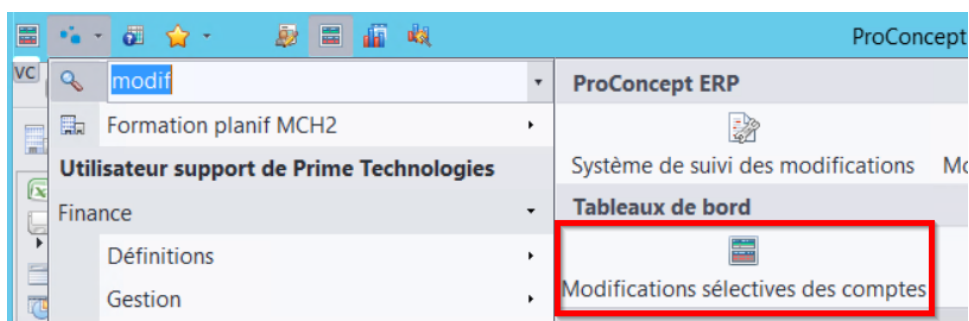 ProConcept
VC
modif
ProConcept ERP
Formation planif MCH2
Utilisateur support de Prime Technologies
Système de suivi des modifications
Finance
Tableaux de bord
Définitions
Gestion
Modifications sélectives des comptes